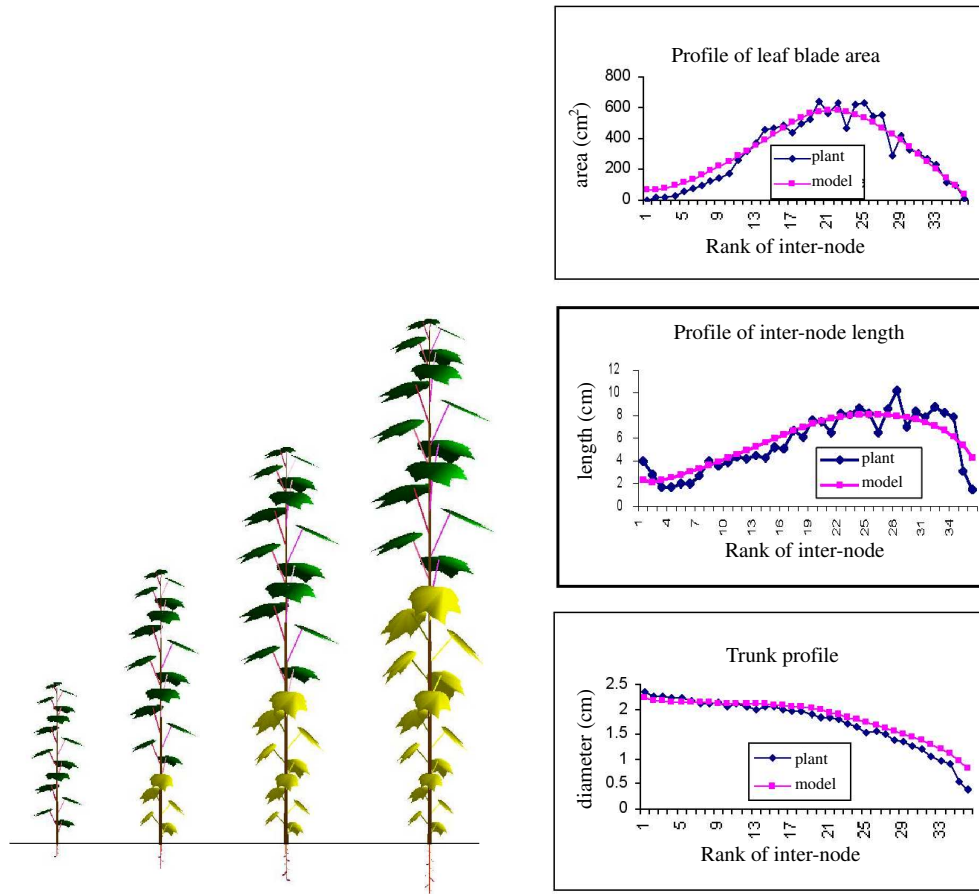 Profile of leaf blade area
800
600
400
200
0
area (cm2)
plant
model
1 5 9 13 17 21 25 29 33
Rank of inter-node
Profile of inter-node length
12
10
8
6
4
2
0
length (cm)
plant
model
1 4 7 10 13 16 19 22 25 28 31 34
Rank of inter-node
Trunk profile
2.5
2
1.5
1
0.5
0
diameter (cm)
plant
model
1 5 9 13 17 21 25 29 33
Rank of inter-node